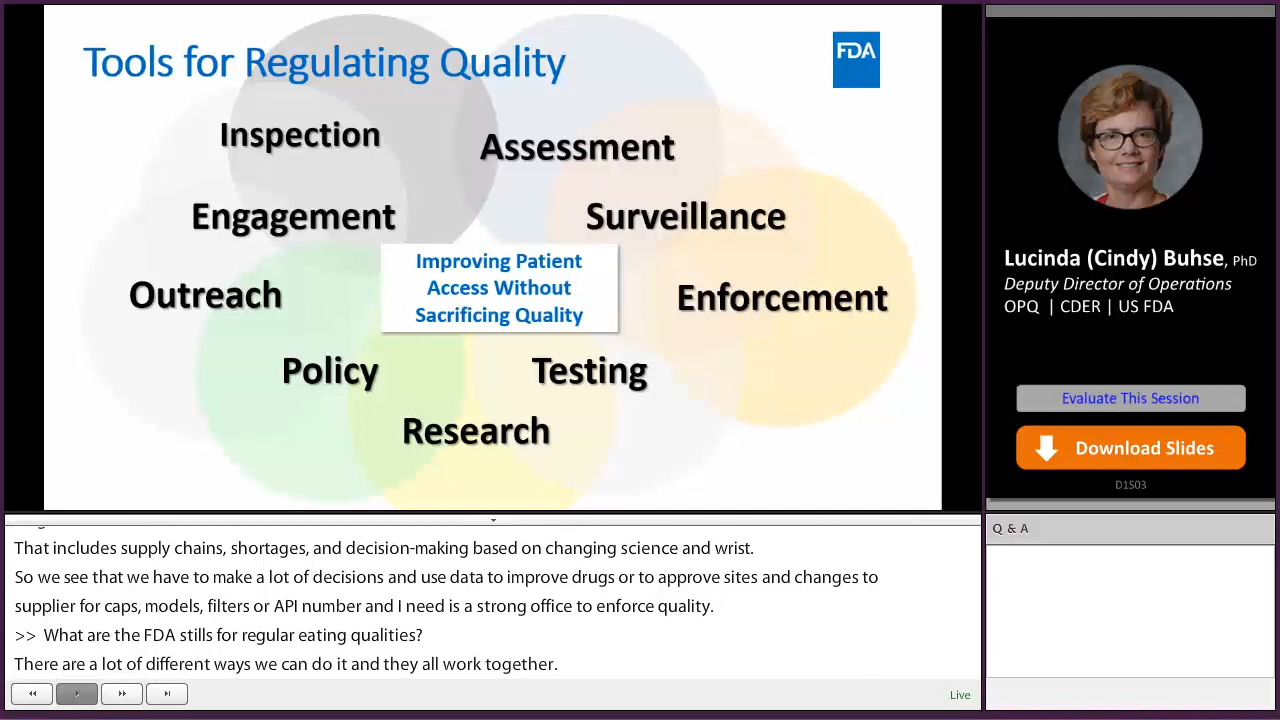 Tools for Regulating Quality
FDA
Inspection
Assessment
Engagement
Surveillance
Improving Patient
Access Without
Sacrificing Quality
Outreach
Enforcement
Policy
Testing
Research
Lucinda (Cindy) Buhse, PhD
Deputy Director of Operations
OPQ | CDER | US FDA
Evaluate This Session
Download Slides
D1S03
That includes supply chains, shortages, and decision-making based on changing science and wrist.
So we see that we have to make a lot of decisions and use data to improve drugs or to approve sites and changes to
supplier for caps, models, filters or API number and I need is a strong office to enforce quality.
>> What are the FDA stills for regular eating qualities?
There are a lot of different ways we can do it and they all work together.
Live
Q & A